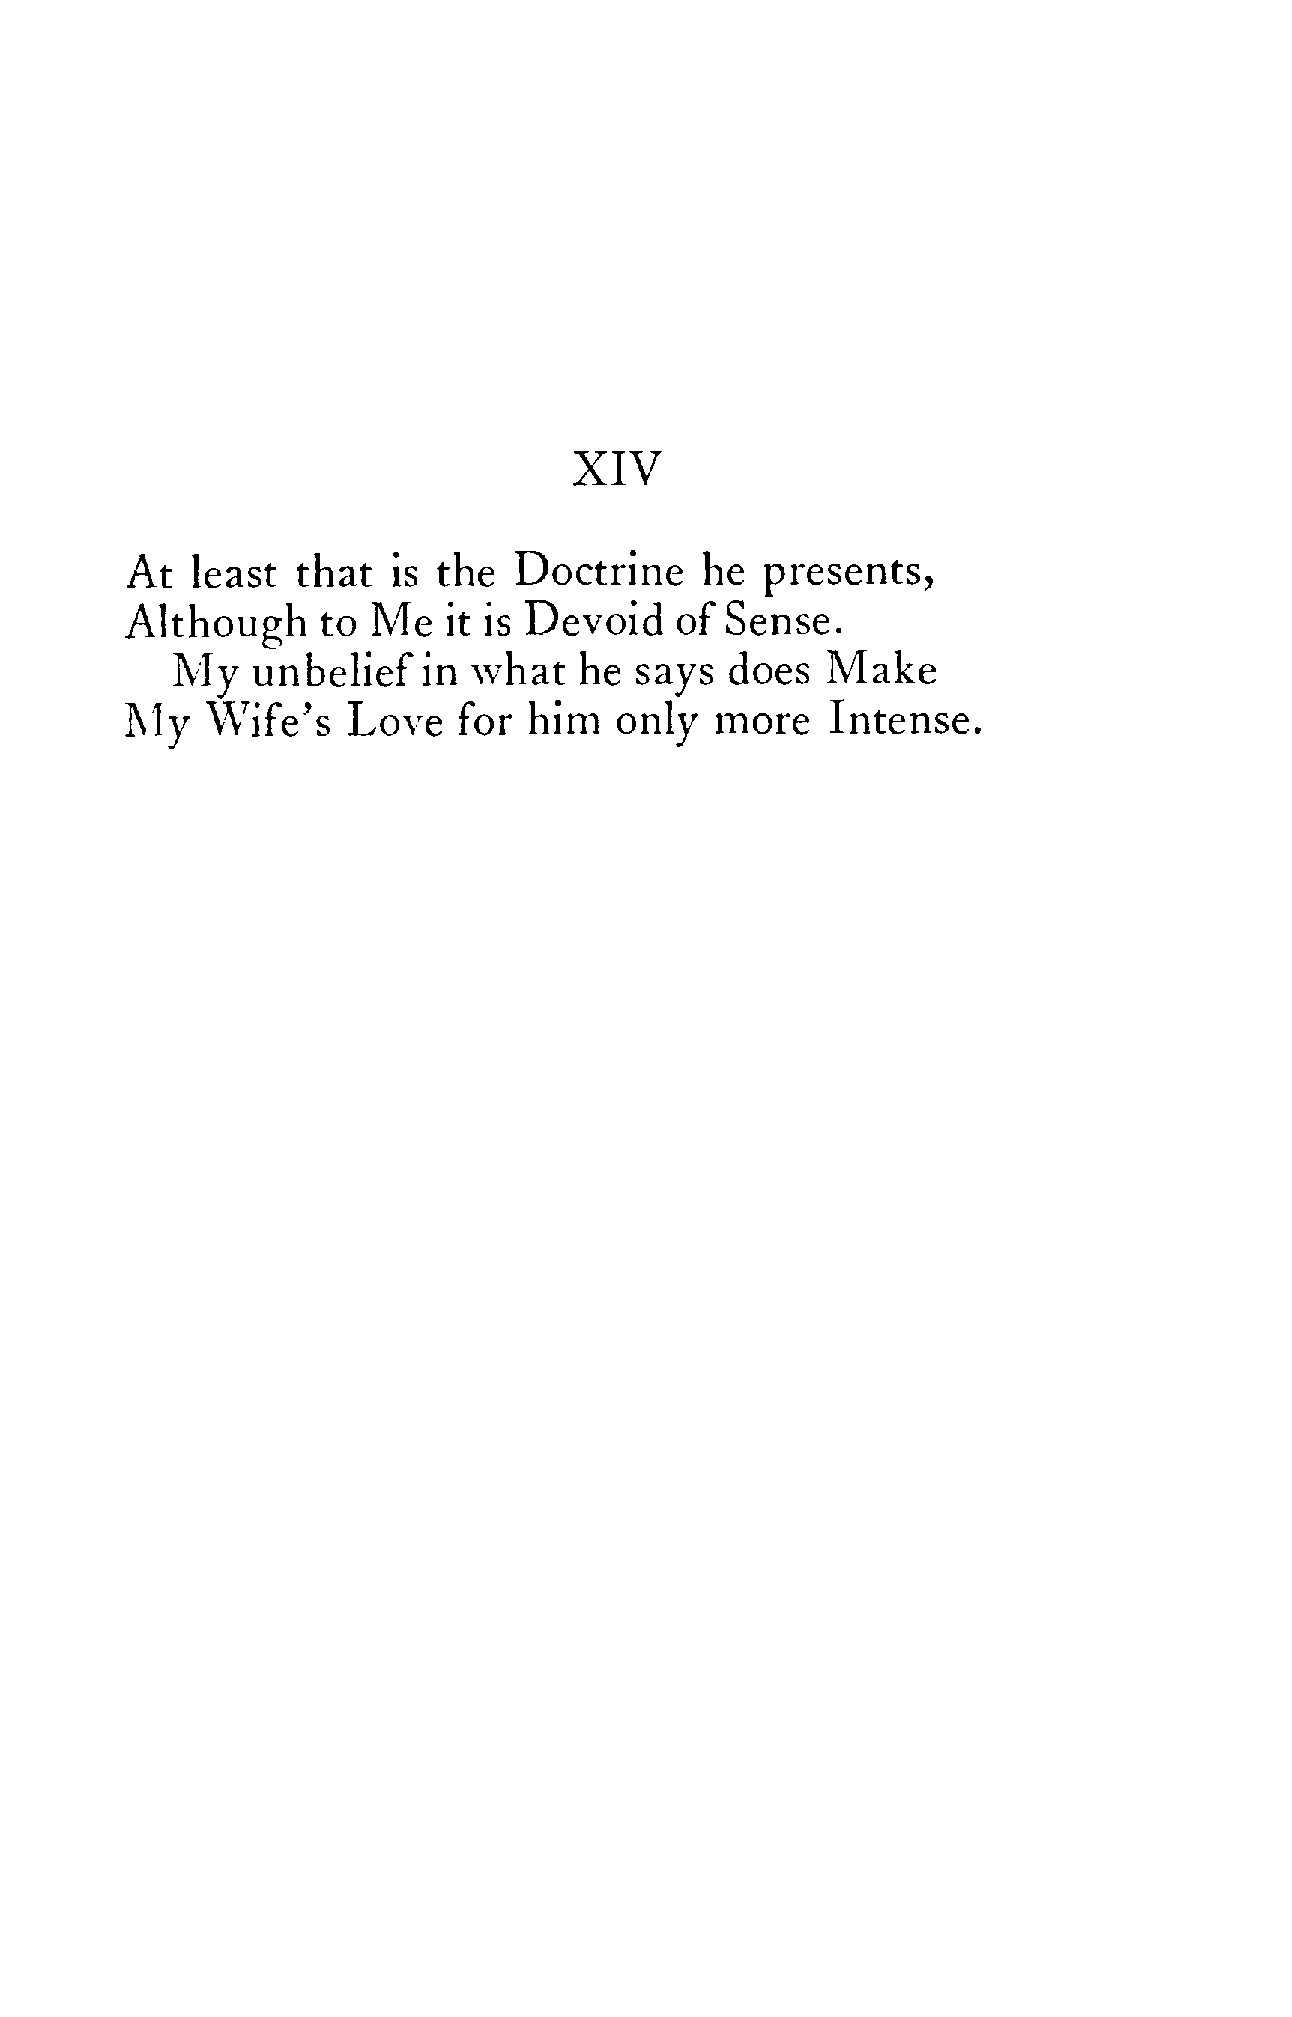 XIV
At least that is the Doctrine he presents,
Although to Me it is Devoid of Sense.
My unbelief in what he says does Make
My Wife's Love for him only more Intense.